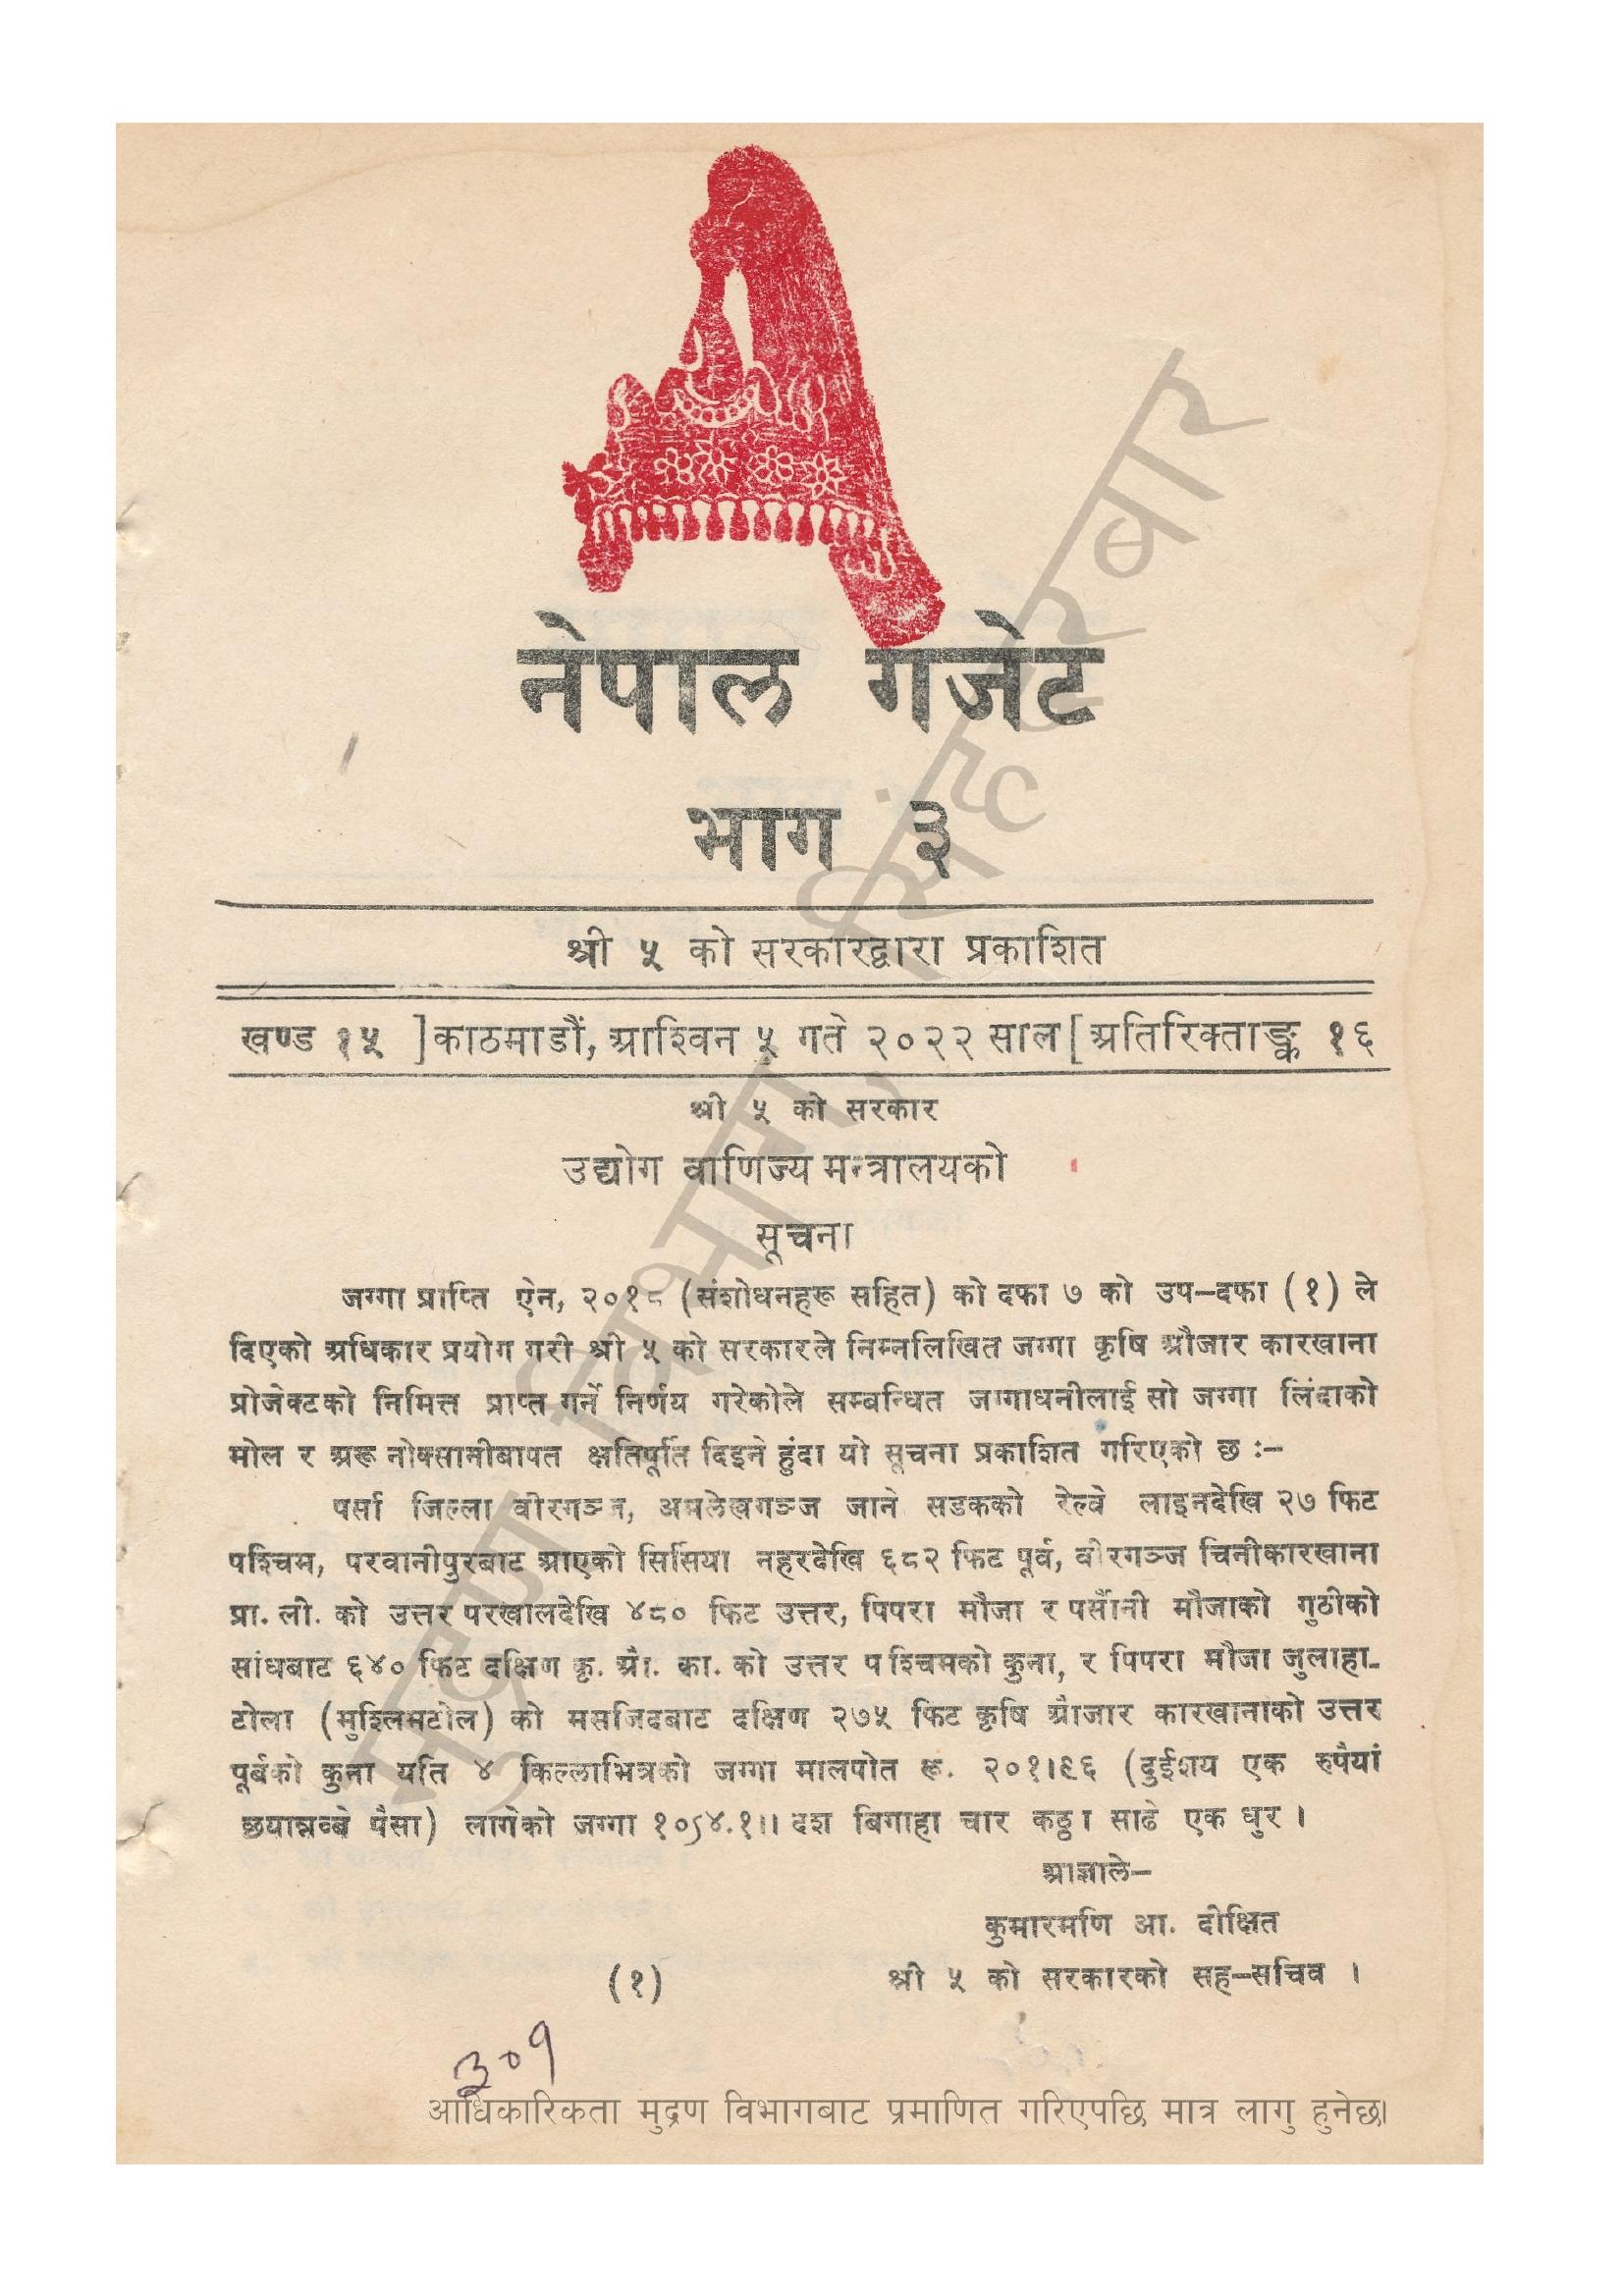 नेपाल गजेट
भाग ३
श्री ५ को सरकारद्वारा प्रकाशित
खण्ड १५ ] काठमाडौं, आश्विन ५ गते २०२२ साल [ अतिरिक्ताङ्क १६
श्री ५ को सरकार
उद्योग वाणिज्य मन्त्रालयको
सूचना
जग्गा प्राप्ति ऐन, २०१८ (संशोधनहरू सहित) को दफा ७ को उप–दफा (१) ले
दिएको अधिकार प्रयोग गरी श्री ५ को सरकारले निम्नलिखित जग्गा कृषि औजार कारखाना
प्रोजेक्टको निमित्त प्राप्त गर्ने निर्णय गरेकोले सम्बन्धित जग्गाधनीलाई सो जग्गा लिंदाको
मोल र अरू नोक्सानीबापत क्षतिपूर्ति दिइने हुंदा यो सूचना प्रकाशित गरिएको छ :–
पर्सा जिल्ला वीरगञ्ज, अमलेखगञ्ज जाने सडकको रेल्वे लाइनदेखि २७ फिट
पश्चिम, परवानीपुरबाट आएको सिर्सिया नहरदेखि ६८२ फिट पूर्व, वीरगञ्ज चिनीकारखाना
प्रा. ली. को उत्तर परखालदेखि ४८० फिट उत्तर, पिपरा मौजा र पर्सौनी मौजाको गुठीको
सांधबाट ६४० फिट दक्षिण कृ. औ. का. को उत्तर पश्चिमको कुना, र पिपरा मौजा जुलाहा-
टोला (मुश्लिमटोल) को मसजिदबाट दक्षिण २७५ फिट कृषि औजार कारखानाको उत्तर
पूर्बको कुना यति ४ किल्लाभित्रको जग्गा मालपोत रू. २०१।९६ (दुईशय एक रुपैयां
छयान्नब्बे पैसा) लागेको जग्गा १०ऽ४.१॥ दश बिगाहा चार कठ्ठा साढे एक धुर ।
आज्ञाले–
कुमारमणि आ. दीक्षित
श्री ५ को सरकारको सह–सचिव ।
(१)
३०१
आधिकारिकता मुद्रण विभागबाट प्रमाणित गरिएपछि मात्र लागु हुनेछ।
मुद्रण विभाग, सिंहदरबार